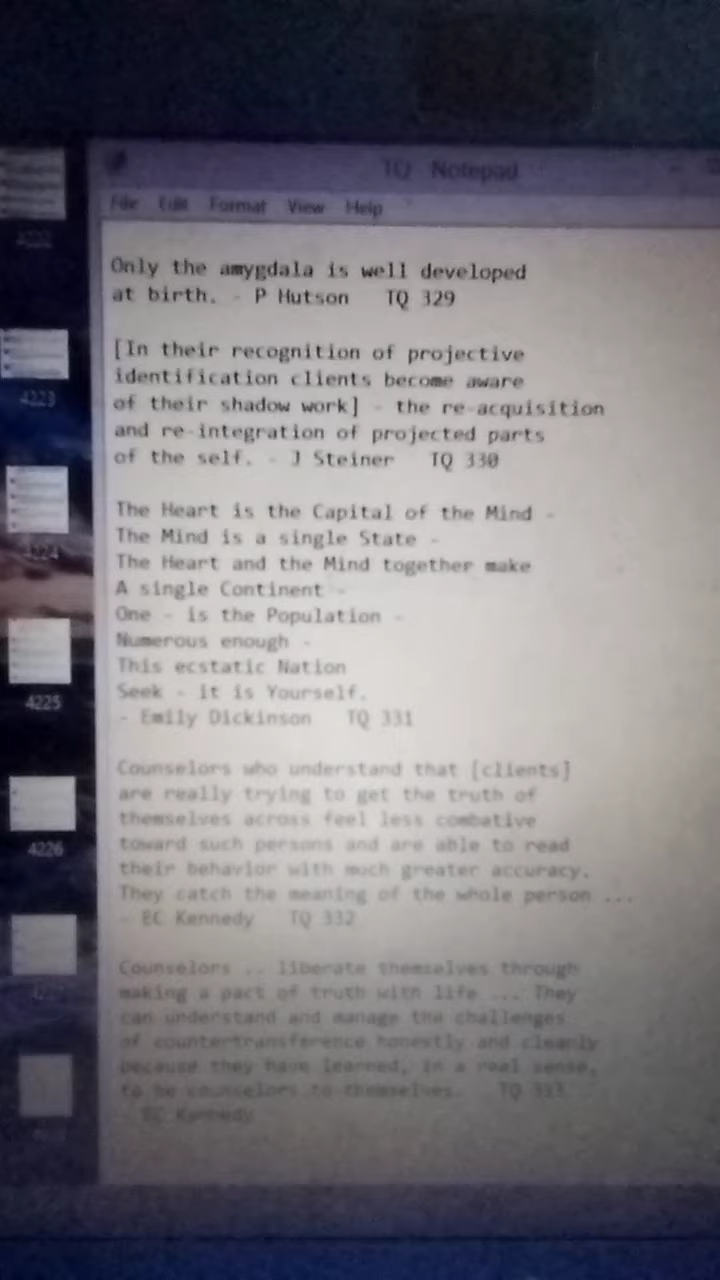 TQ - Notepad
File Edit Format View Help
Only the amygdala is well developed
at birth. - P Hutson TQ 329
[In their recognition of projective
identification clients become aware
of their shadow work] - the re-acquisition
and re-integration of projected parts
of the self. - J Steiner TQ 330
The Heart is the Capital of the Mind -
The Mind is a single State -
The Heart and the Mind together make
A single Continent -
One - is the Population -
Numerous enough -
This ecstatic Nation
Seek - it is Yourself.
- Emily Dickinson TQ 331
Counselors who understand that [clients]
are really trying to get the truth of
themselves across feel less combative
toward such persons and are able to read
their behavior with much greater accuracy.
They catch the meaning of the whole person ...
- EC Kennedy TQ 332
Counselors .. liberate themselves through
making a pact of truth with life ... They
can understand and manage the challenges
of countertransference honestly and cleanly
because they have learned, in a real sense,
to be counselors to themselves. TQ 333
- EC Kennedy
4223
4224
4225
4226